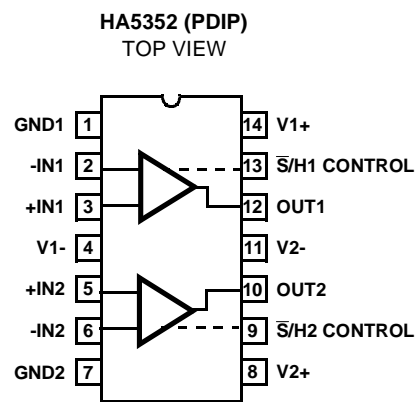 HA5352 (PDIP)
TOP VIEW
GND1 1 14 V1+
-IN1 2 13 S̅/H1 CONTROL
+IN1 3 12 OUT1
V1- 4 11 V2-
+IN2 5 10 OUT2
-IN2 6 9 S̅/H2 CONTROL
GND2 7 8 V2+